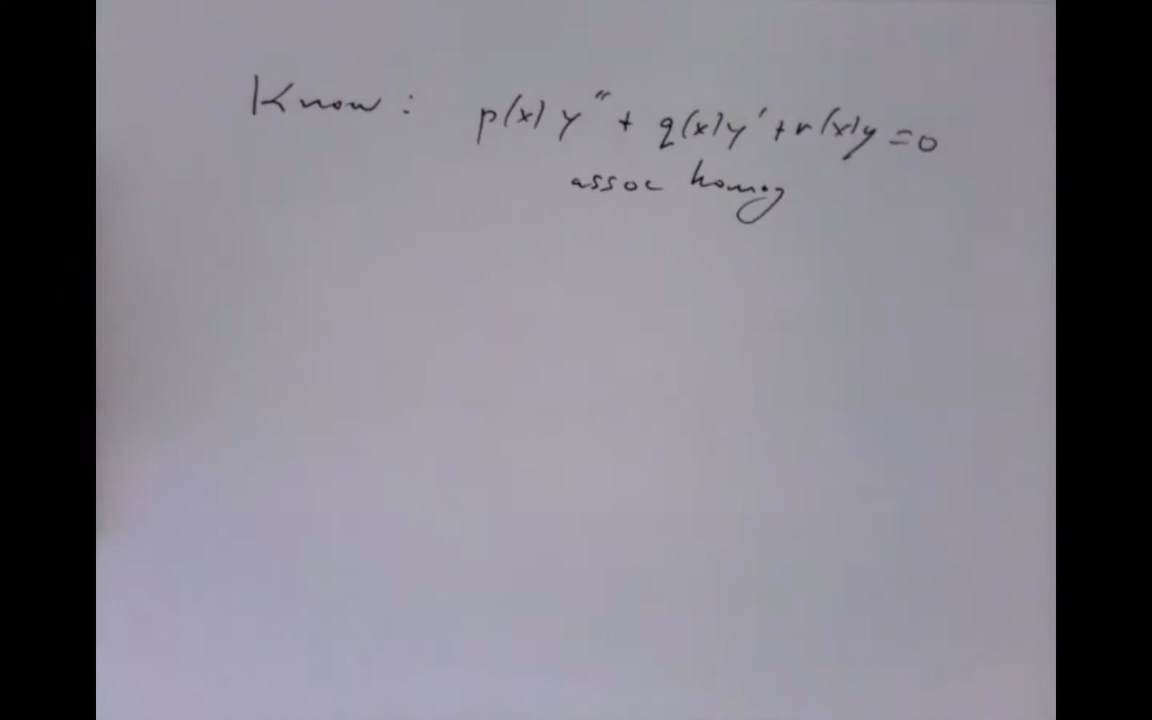 Know: p(x) y'' + q(x) y' + r(x) y = 0
assoc homog